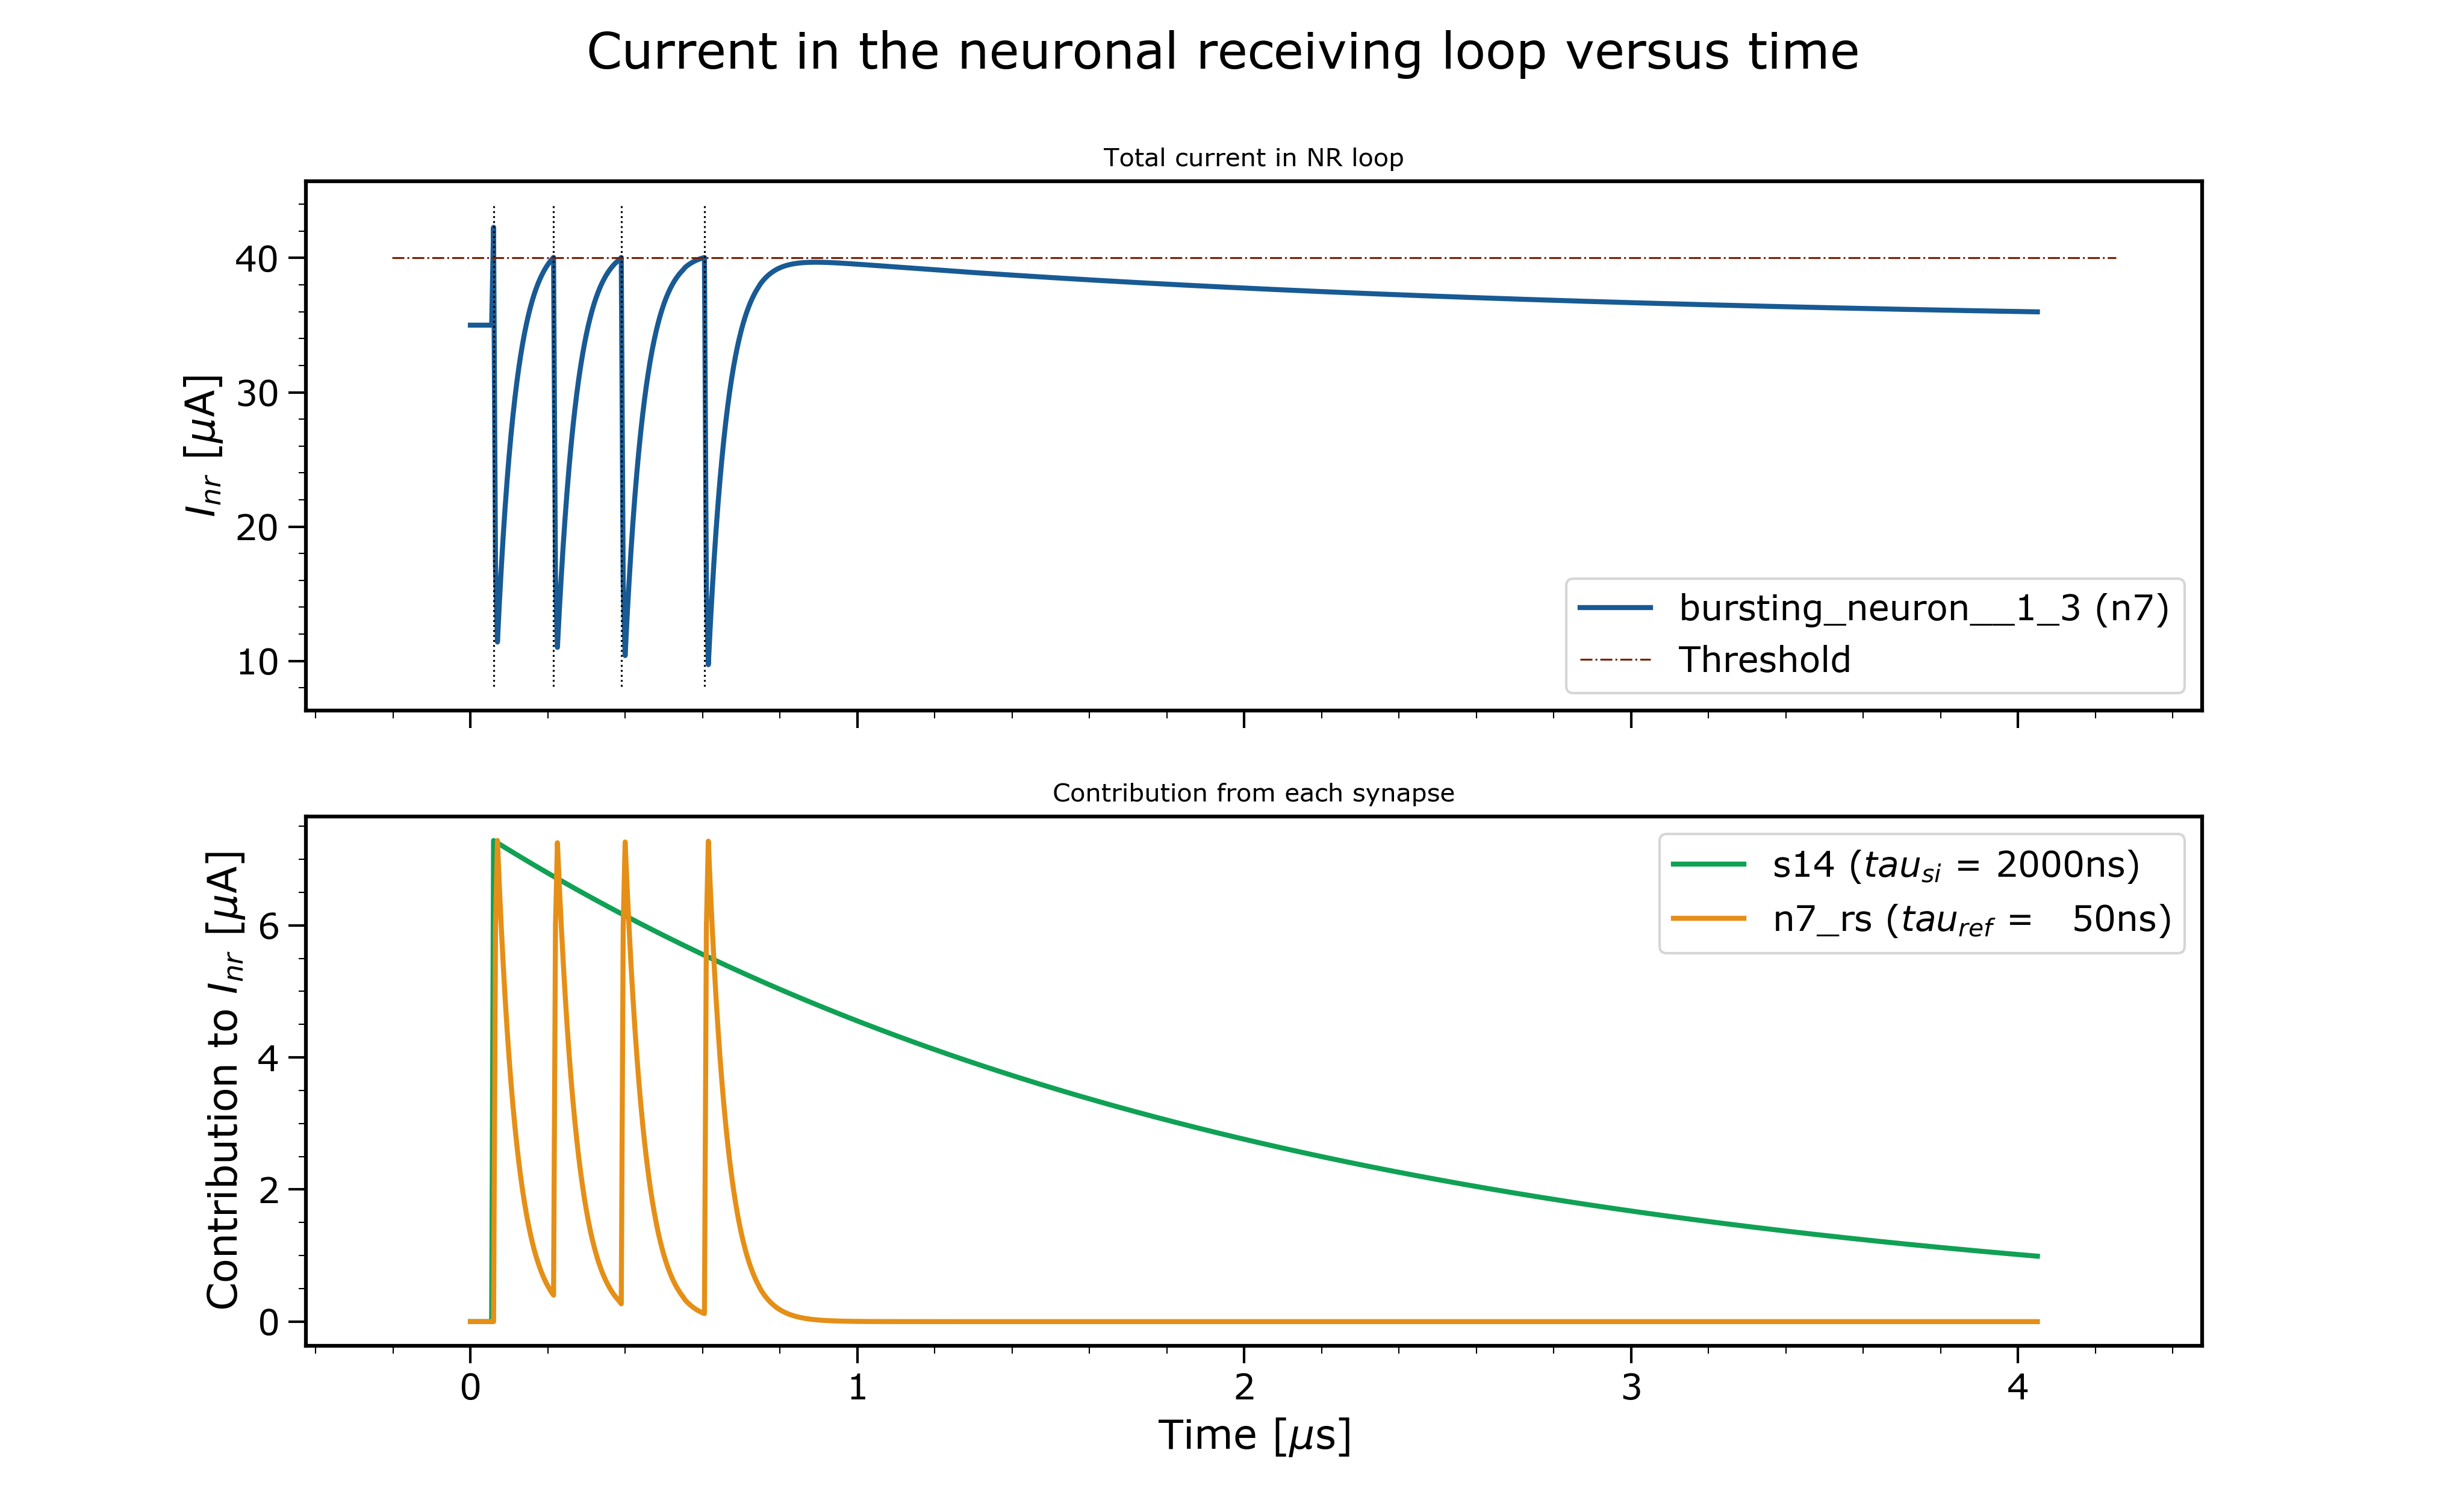 Current in the neuronal receiving loop versus time
Total current in NR loop
40
30
20
10
I_nr [μA]
bursting_neuron__1_3 (n7)
Threshold
Contribution from each synapse
6
4
2
0
Contribution to I_nr [μA]
s14 (tau_si = 2000ns)
n7_rs (tau_ref = 50ns)
0 1 2 3 4
Time [μs]